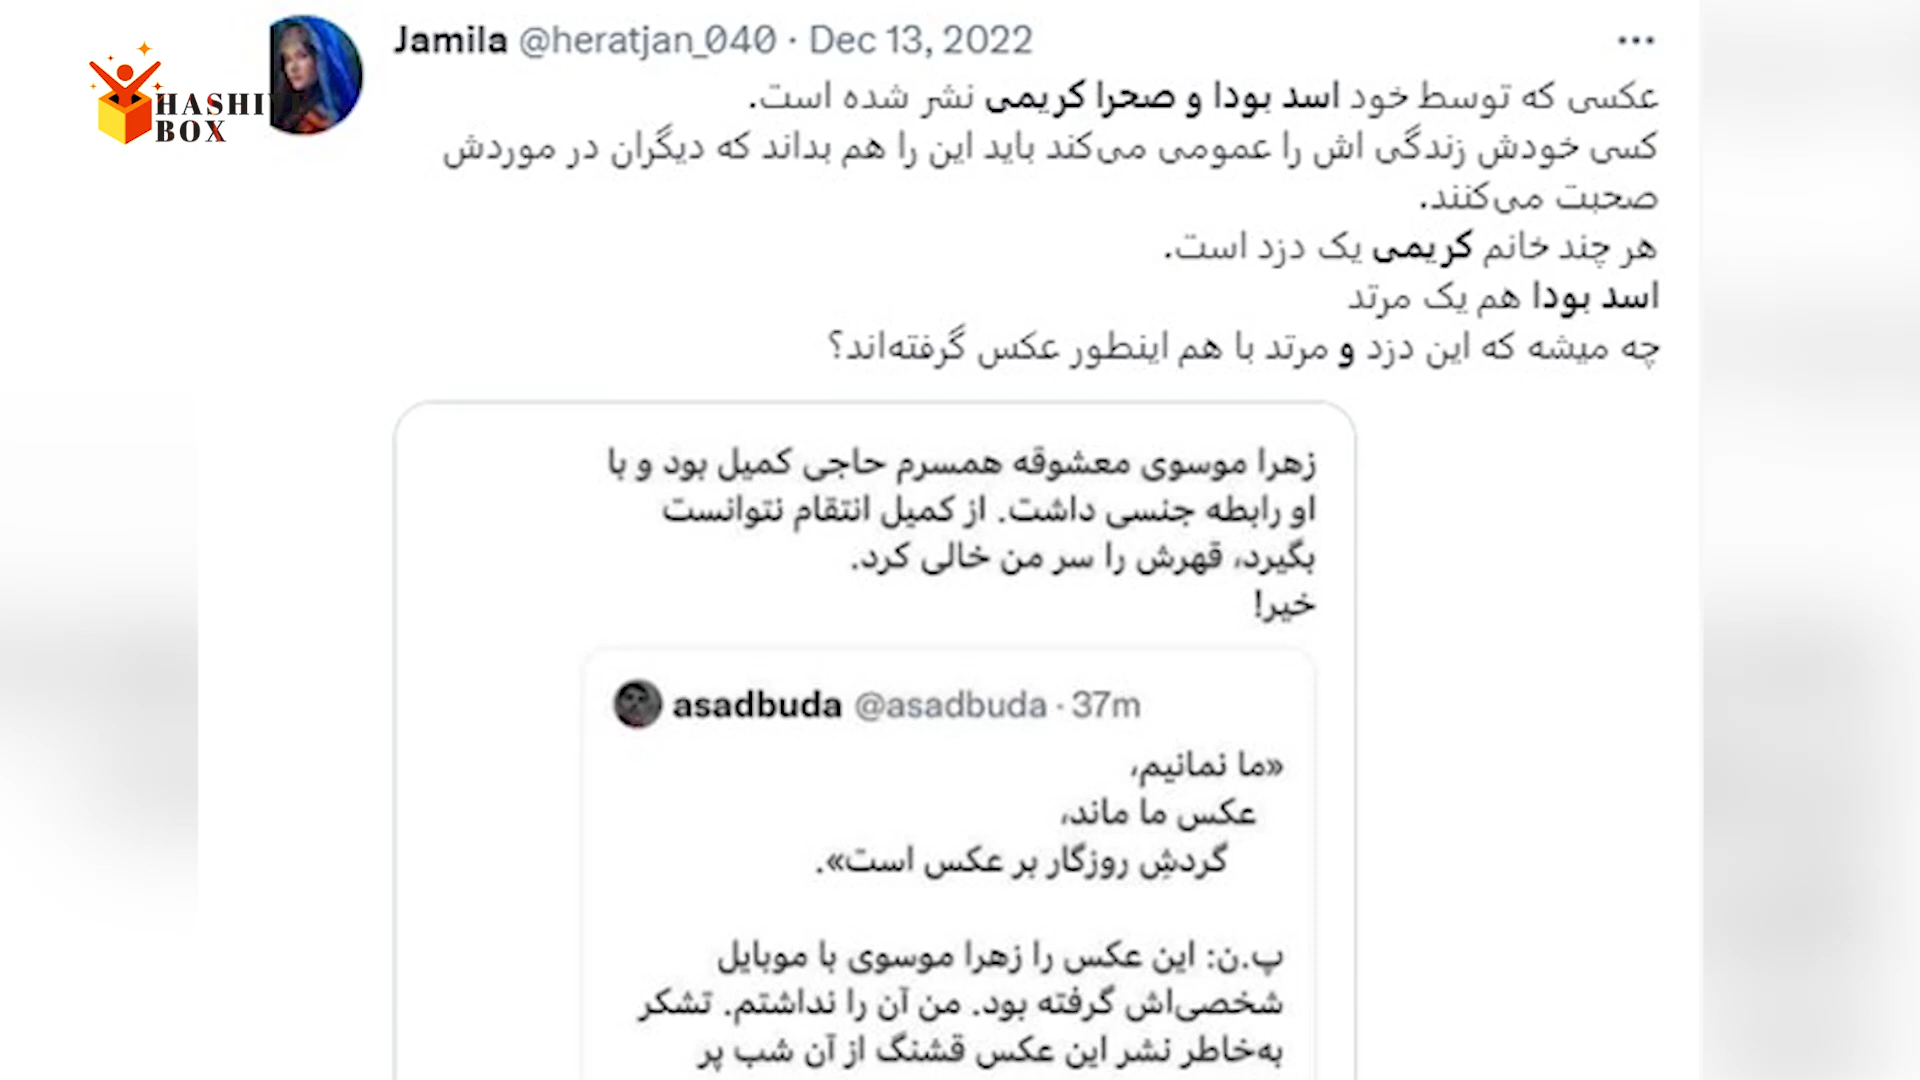 HASHIYE
BOX
Jamila @heratjan_040 · Dec 13, 2022
عکسی که توسط خود اسد بودا و صحرا کریمی نشر شده است.
کسی خودش زندگی اش را عمومی می‌کند باید این را هم بداند که دیگران در موردش
صحبت می‌کنند.
هر چند خانم کریمی یک دزد است.
اسد بودا هم یک مرتد
چه میشه که این دزد و مرتد با هم اینطور عکس گرفته‌اند؟
زهرا موسوی معشوقه همسرم حاجی کمیل بود و با
او رابطه جنسی داشت. از کمیل انتقام نتوانست
بگیرد، قهرش را سر من خالی کرد.
خیر!
asadbuda @asadbuda · 37m
«ما نمانیم،
عکس ما ماند،
گردشِ روزگار بر عکس است».
پ.ن: این عکس را زهرا موسوی با موبایل
شخصی‌اش گرفته بود. من آن را نداشتم. تشکر
به‌خاطر نشر این عکس قشنگ از آن شب پر